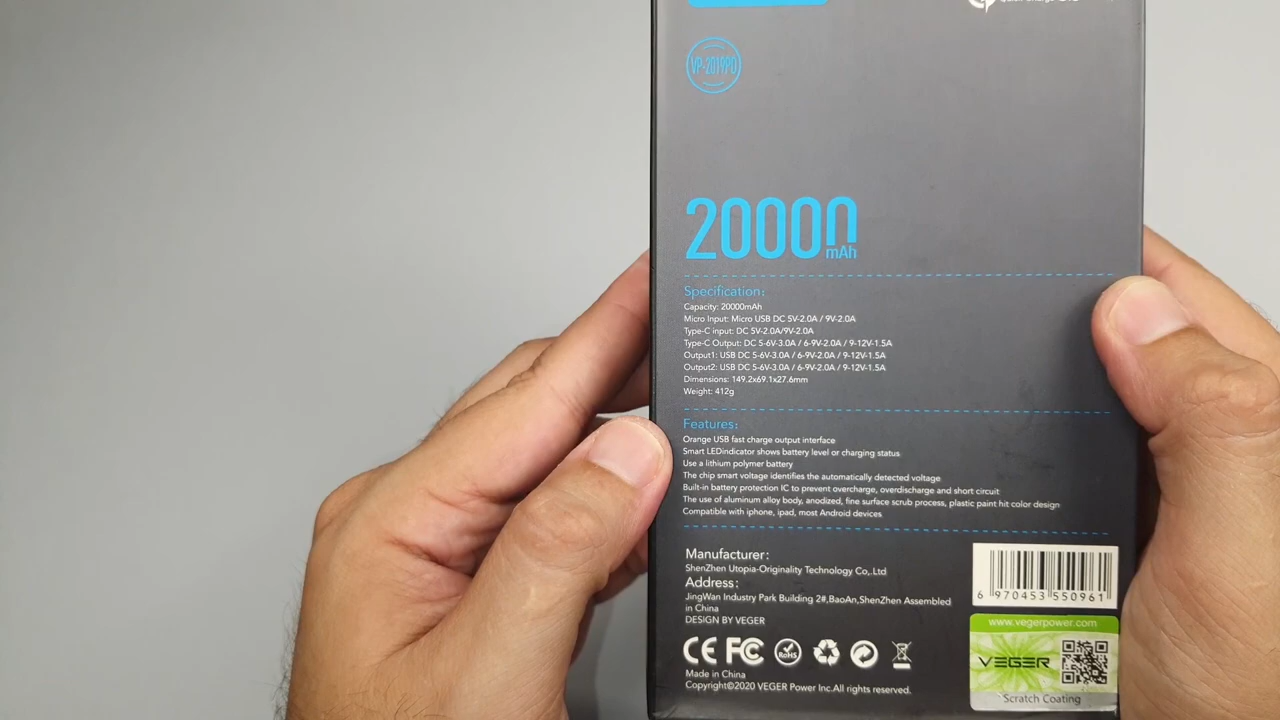 VP-2019PD
20000
mAh
Specification:
Capacity: 20000mAh
Micro Input: Micro USB DC 5V-2.0A / 9V-2.0A
Type-C input: DC 5V-2.0A/9V-2.0A
Type-C Output: DC 5-6V-3.0A / 6-9V-2.0A / 9-12V-1.5A
Output1: USB DC 5-6V-3.0A / 6-9V-2.0A / 9-12V-1.5A
Output2: USB DC 5-6V-3.0A / 6-9V-2.0A / 9-12V-1.5A
Dimensions: 149.2x69.1x27.6mm
Weight: 412g
Features:
Orange USB fast charge output interface
Smart LEDindicator shows battery level or charging status
Use a lithium polymer battery
The chip smart voltage identifies the automatically detected voltage
Built-in battery protection IC to prevent overcharge, overdischarge and short circuit
The use of aluminum alloy body, anodized, fine surface scrub process, plastic paint hit color design
Compatible with iphone, ipad, most Android devices
Manufacturer:
ShenZhen Utopia-Originality Technology Co,.Ltd
Address:
JingWan Industry Park Building 2#,BaoAn,ShenZhen Assembled
in China
DESIGN BY VEGER
CE FC RoHS
Made in China
Copyright©2020 VEGER Power Inc.All rights reserved.
6 970453 550961
www.vegerpower.com
VEGER
Scratch Coating